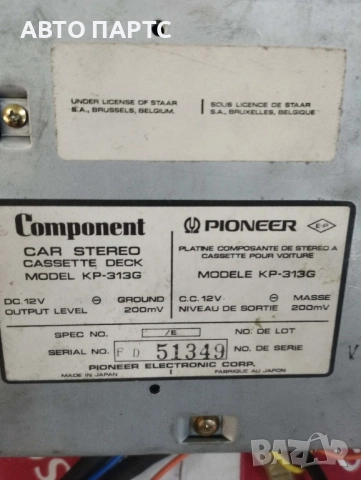 АВТО ПАРТС
UNDER LICENSE OF STAAR
S.A., BRUSSELS, BELGIUM.
SOUS LICENCE DE STAAR
S.A., BRUXELLES, BELGIQUE
Component
CAR STEREO
CASSETTE DECK
MODEL KP-313G
DC.12V ⊖ GROUND
OUTPUT LEVEL 200mV
PIONEER E-P
PLATINE COMPOSANTE DE STEREO A
CASSETTE POUR VOITURE
MODELE KP-313G
C.C.12V ⊖ MASSE
NIVEAU DE SORTIE 200mV
SPEC NO. /E NO. DE LOT
SERIAL NO. F D 51349 NO. DE SERIE
PIONEER ELECTRONIC CORP.
MADE IN JAPAN FABRIQUE AU JAPON
V
S
BAZAR
bg